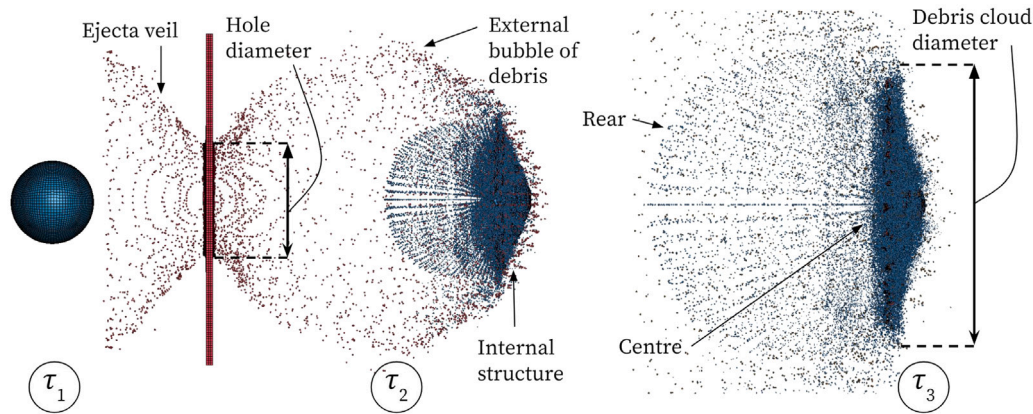 Ejecta veil
Hole
diameter
External
bubble of
debris
Debris cloud
diameter
Rear
Internal
structure
Centre
τ1
τ2
τ3